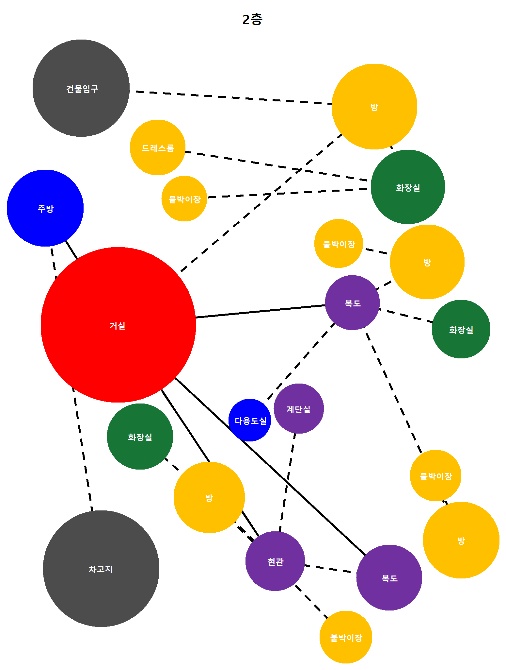 2층
건물입구
방
드레스룸
화장실
붙박이장
주방
붙박이장
방
복도
거실
화장실
다용도실
계단실
화장실
붙박이장
방
방
현관
차고지
복도
붙박이장